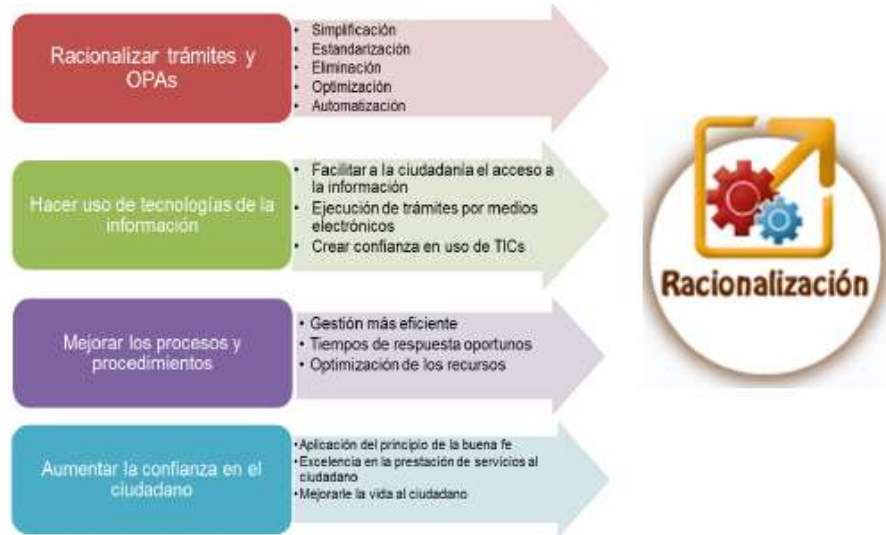 Racionalizar trámites y
OPAs
• Simplificación
• Estandarización
• Eliminación
• Optimización
• Automatización
Hacer uso de tecnologías de la
información
• Facilitar a la ciudadanía el acceso a
la información
• Ejecución de trámites por medios
electrónicos
• Crear confianza en uso de TICs
Mejorar los procesos y
procedimientos
• Gestión más eficiente
• Tiempos de respuesta oportunos
• Optimización de los recursos
Aumentar la confianza en el
ciudadano
•Aplicación del principio de la buena fe
•Excelencia en la prestación de servicios al
ciudadano
•Mejorarle la vida al ciudadano
Racionalización